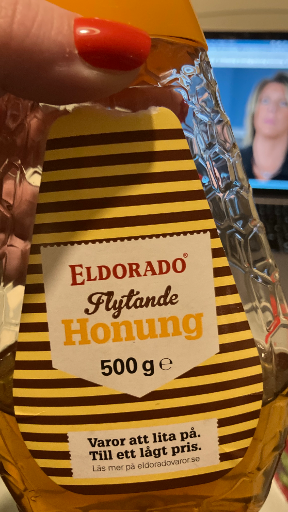 ELDORADO®
Flytande
Honung
500 g ℮
Varor att lita på.
Till ett lågt pris.
Läs mer på eldoradovaror.se